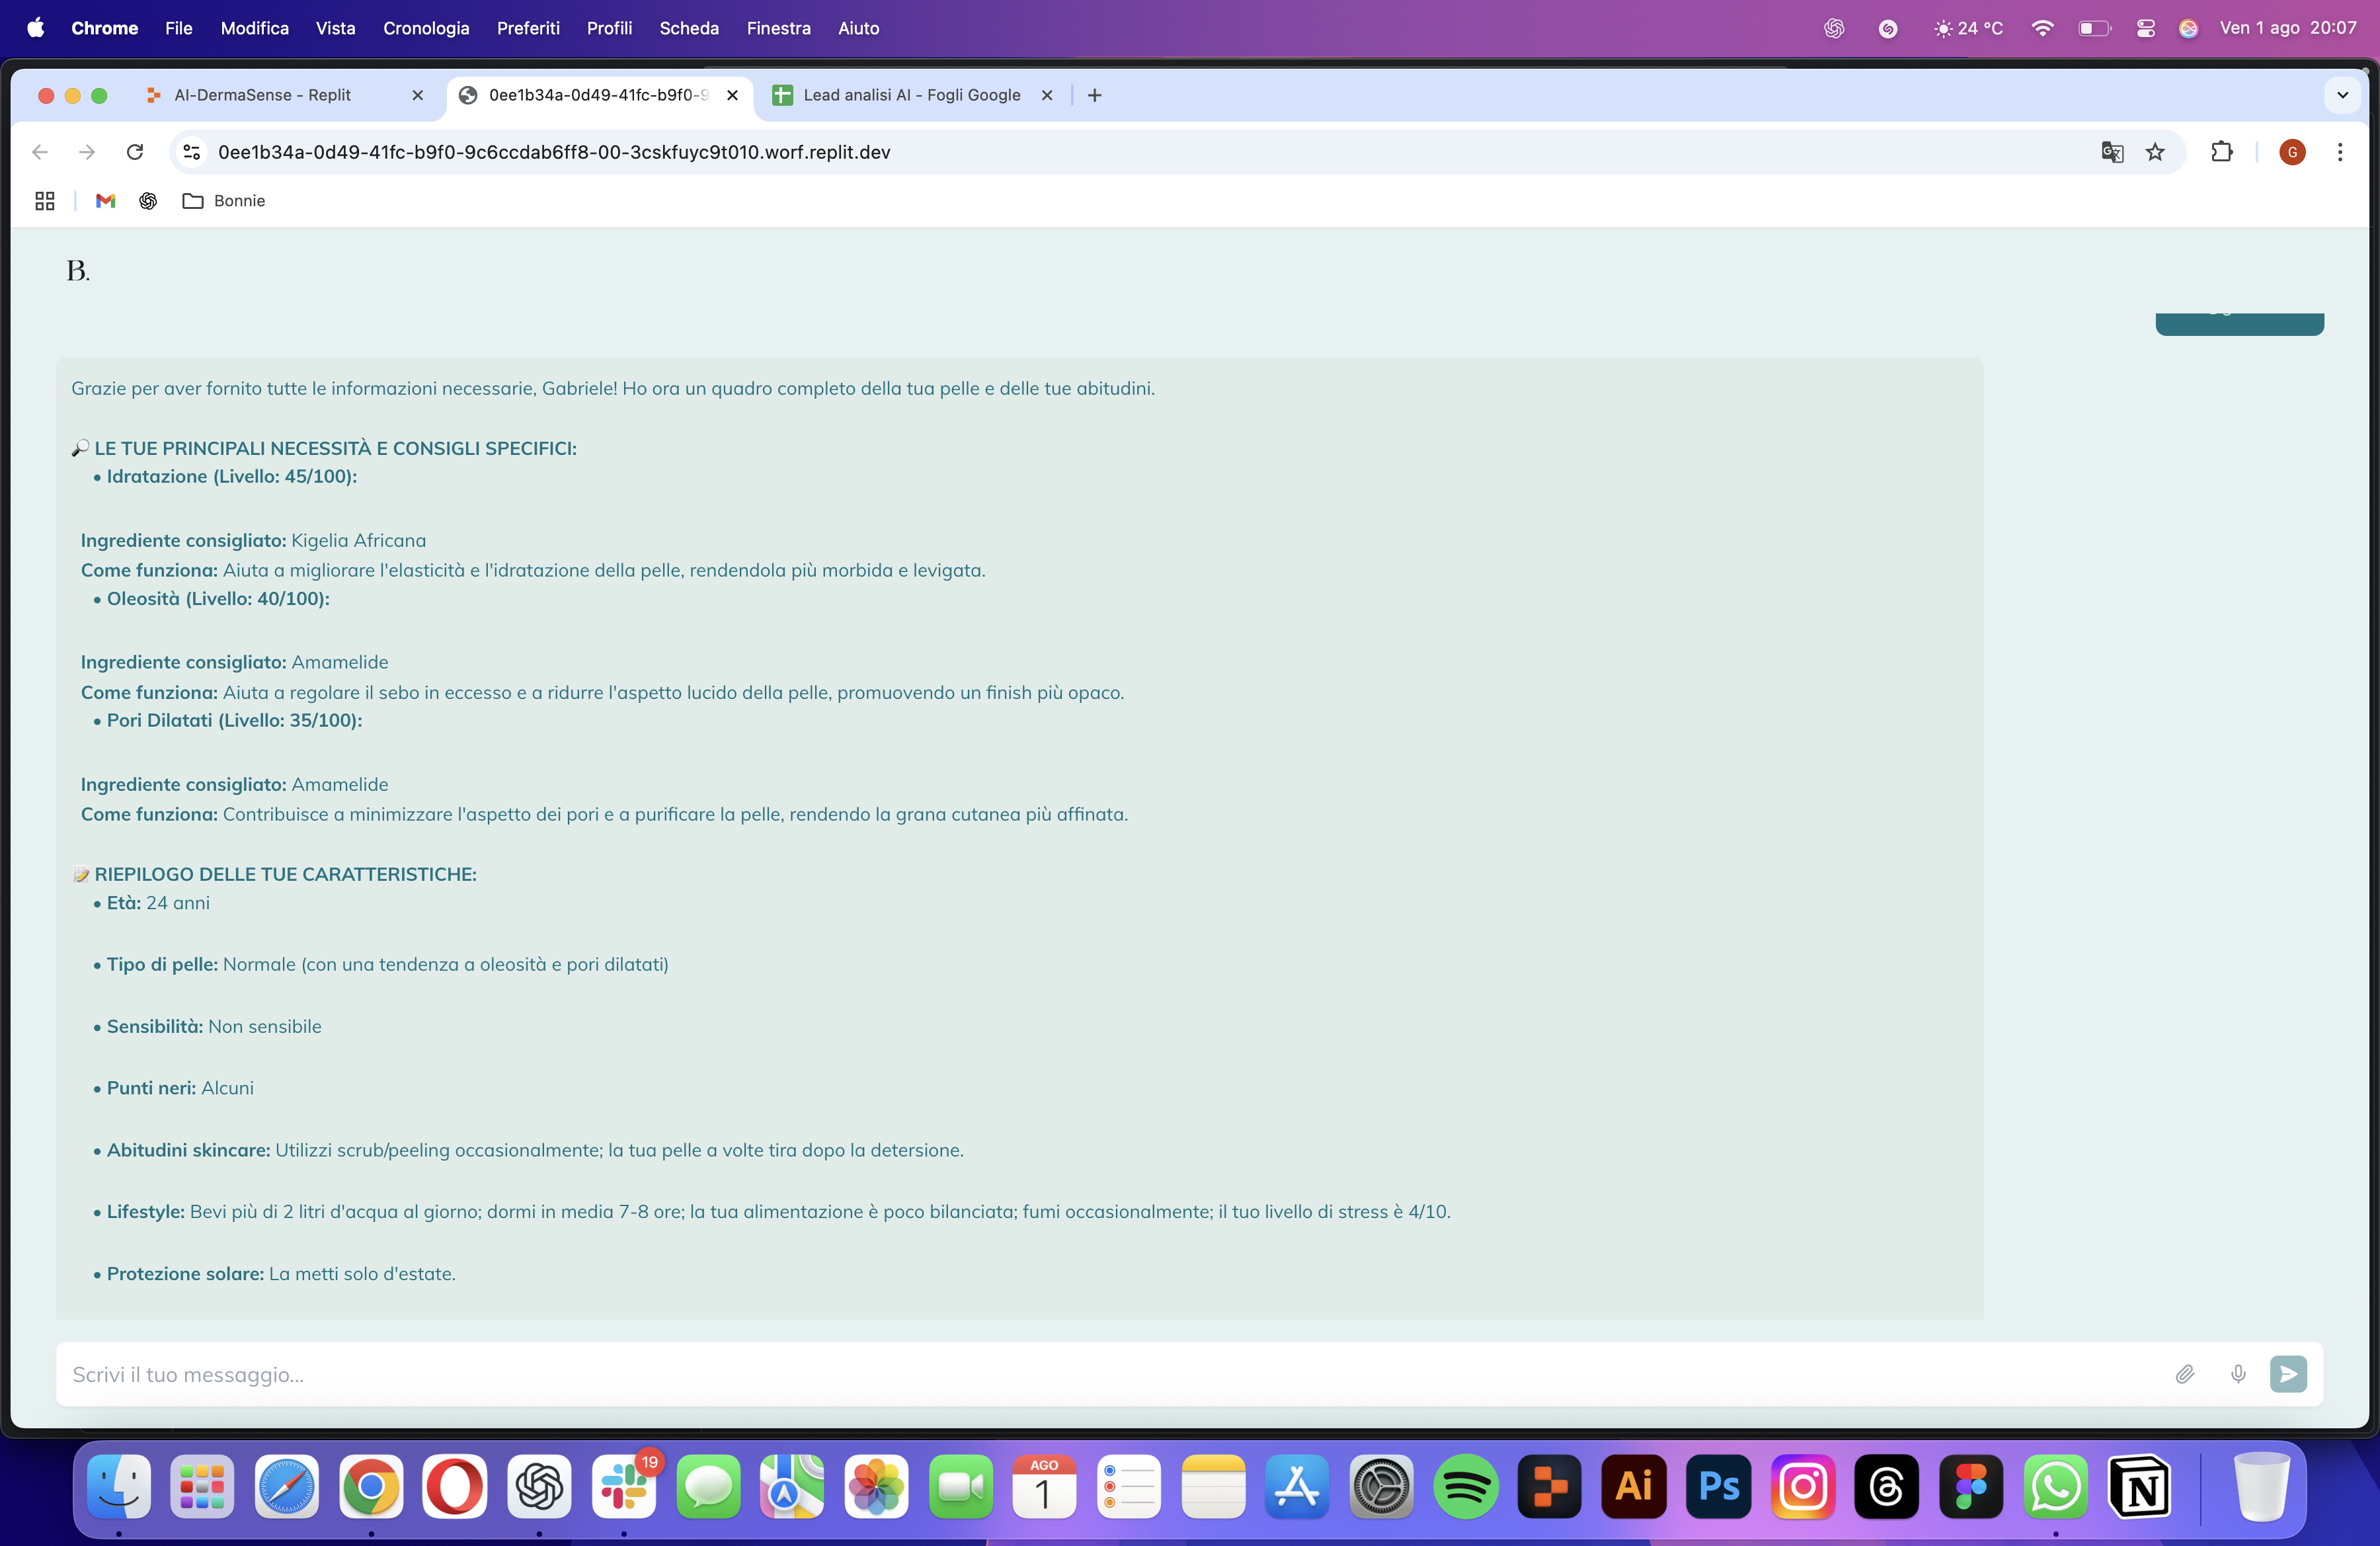 Chrome File Modifica Vista Cronologia Preferiti Profili Scheda Finestra Aiuto 24 °C Ven 1 ago 20:07
AI-DermaSense - Replit 0ee1b34a-0d49-41fc-b9f0-9 Lead analisi AI - Fogli Google
0ee1b34a-0d49-41fc-b9f0-9c6ccdab6ff8-00-3cskfuyc9t010.worf.replit.dev G
Bonnie
B.
Grazie per aver fornito tutte le informazioni necessarie, Gabriele! Ho ora un quadro completo della tua pelle e delle tue abitudini.
🔎 LE TUE PRINCIPALI NECESSITÀ E CONSIGLI SPECIFICI:
• Idratazione (Livello: 45/100):
Ingrediente consigliato: Kigelia Africana
Come funziona: Aiuta a migliorare l'elasticità e l'idratazione della pelle, rendendola più morbida e levigata.
• Oleosità (Livello: 40/100):
Ingrediente consigliato: Amamelide
Come funziona: Aiuta a regolare il sebo in eccesso e a ridurre l'aspetto lucido della pelle, promuovendo un finish più opaco.
• Pori Dilatati (Livello: 35/100):
Ingrediente consigliato: Amamelide
Come funziona: Contribuisce a minimizzare l'aspetto dei pori e a purificare la pelle, rendendo la grana cutanea più affinata.
📝 RIEPILOGO DELLE TUE CARATTERISTICHE:
• Età: 24 anni
• Tipo di pelle: Normale (con una tendenza a oleosità e pori dilatati)
• Sensibilità: Non sensibile
• Punti neri: Alcuni
• Abitudini skincare: Utilizzi scrub/peeling occasionalmente; la tua pelle a volte tira dopo la detersione.
• Lifestyle: Bevi più di 2 litri d'acqua al giorno; dormi in media 7-8 ore; la tua alimentazione è poco bilanciata; fumi occasionalmente; il tuo livello di stress è 4/10.
• Protezione solare: La metti solo d'estate.
Scrivi il tuo messaggio...
19
AGO
1
Ai
Ps